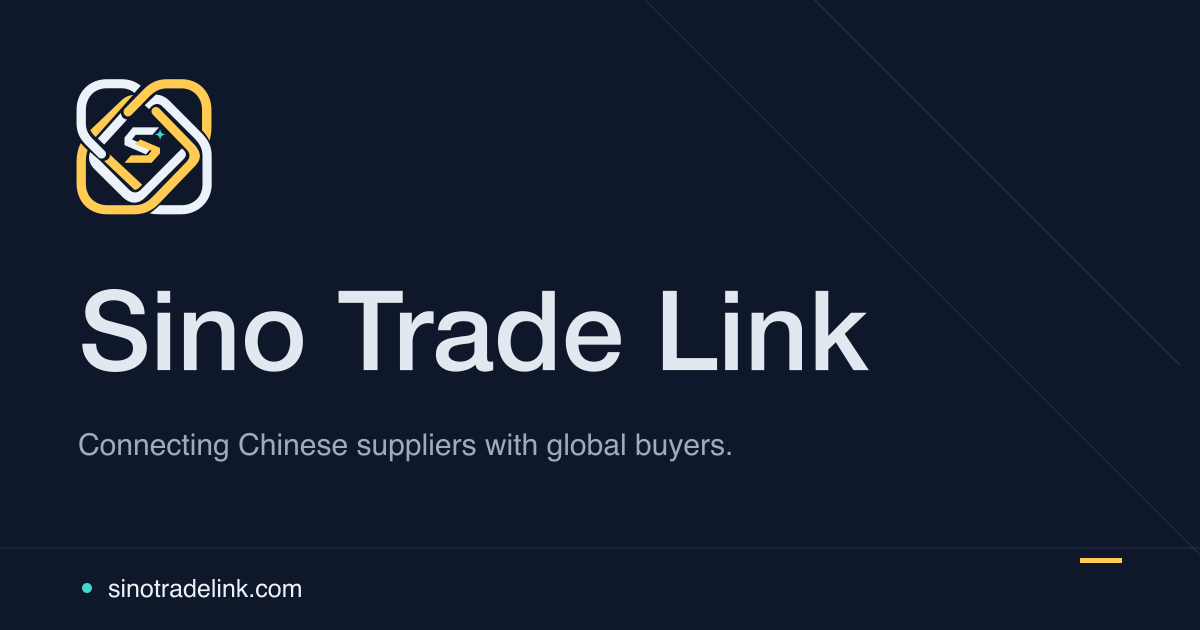 S
Sino Trade Link
Connecting Chinese suppliers with global buyers.
sinotradelink.com